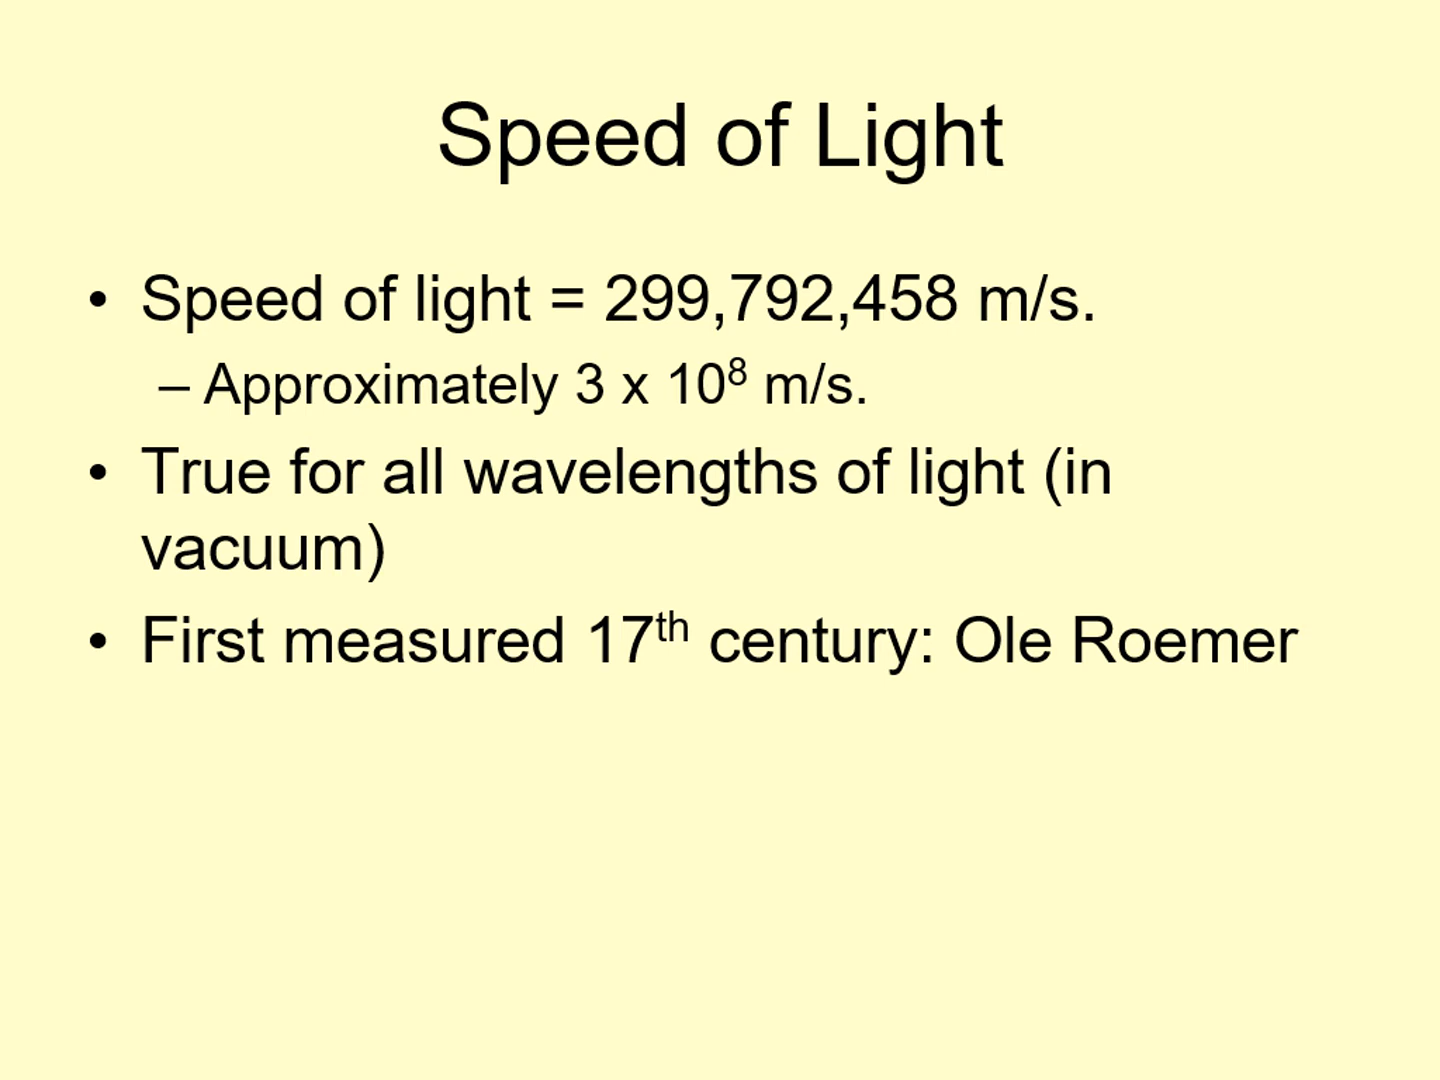 Speed of Light
• Speed of light = 299,792,458 m/s.
– Approximately 3 x 10⁸ m/s.
• True for all wavelengths of light (in
vacuum)
• First measured 17ᵗʰ century: Ole Roemer